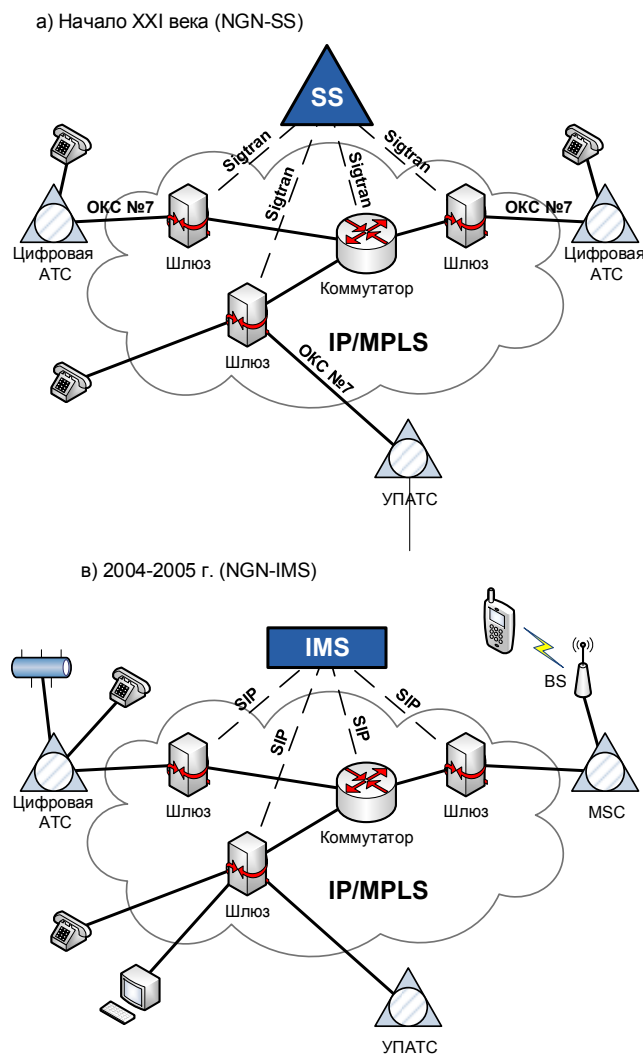 а) Начало XXI века (NGN-SS)
SS
Sigtran
Sigtran
Sigtran
Sigtran
ОКС №7
ОКС №7
Цифровая
АТС
Шлюз
Коммутатор
Шлюз
Цифровая
АТС
Шлюз
IP/MPLS
ОКС №7
УПАТС
в) 2004-2005 г. (NGN-IMS)
IMS
BS
SIP
SIP
SIP
SIP
Цифровая
АТС
Шлюз
Коммутатор
Шлюз
MSC
Шлюз
IP/MPLS
УПАТС